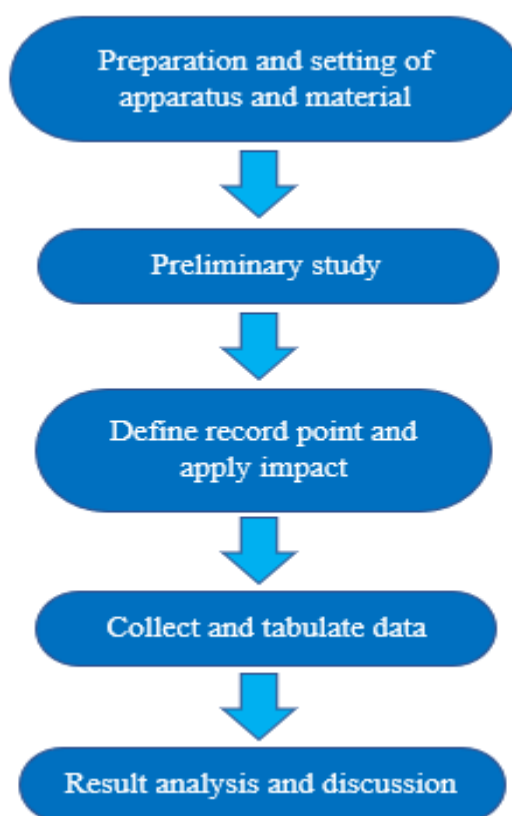 Preparation and setting of
apparatus and material
Preliminary study
Define record point and
apply impact
Collect and tabulate data
Result analysis and discussion